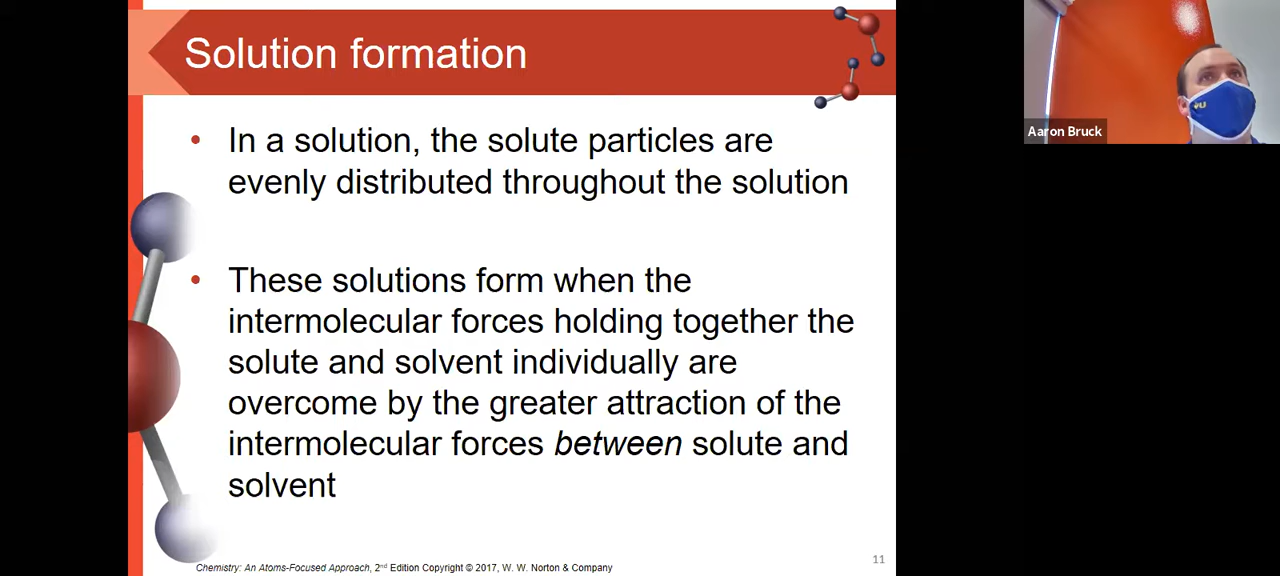 Solution formation
• In a solution, the solute particles are
evenly distributed throughout the solution
• These solutions form when the
intermolecular forces holding together the
solute and solvent individually are
overcome by the greater attraction of the
intermolecular forces between solute and
solvent
Chemistry: An Atoms-Focused Approach, 2nd Edition Copyright © 2017, W. W. Norton & Company
11
Aaron Bruck